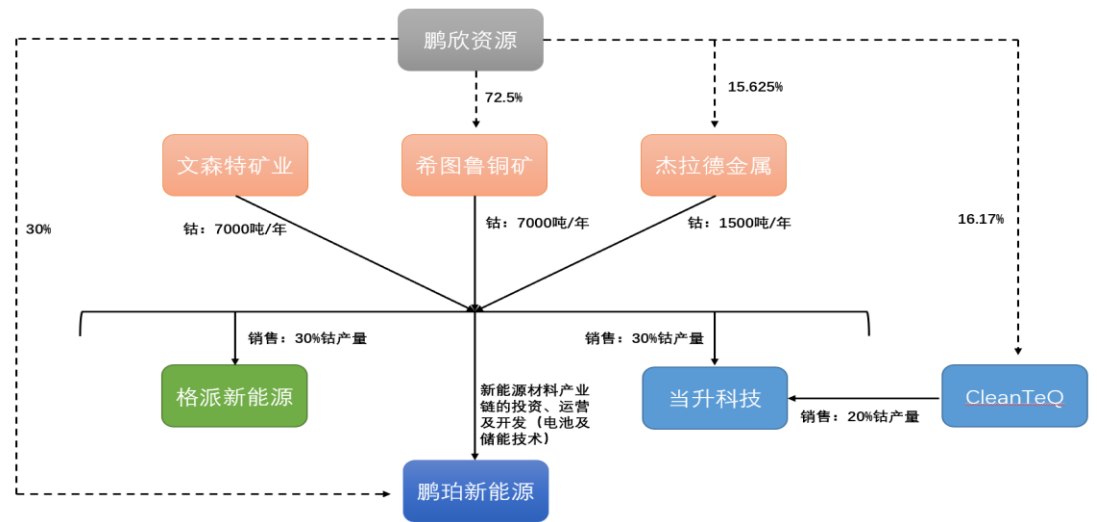 鹏欣资源
72.5%
15.625%
文森特矿业
希图鲁铜矿
杰拉德金属
30%
钴：7000吨/年
钴：7000吨/年
钴：1500吨/年
16.17%
销售：30%钴产量
销售：30%钴产量
格派新能源
新能源材料产业
链的投资、运营
及开发（电池及
储能技术）
当升科技
CleanTeQ
销售：20%钴产量
鹏珀新能源